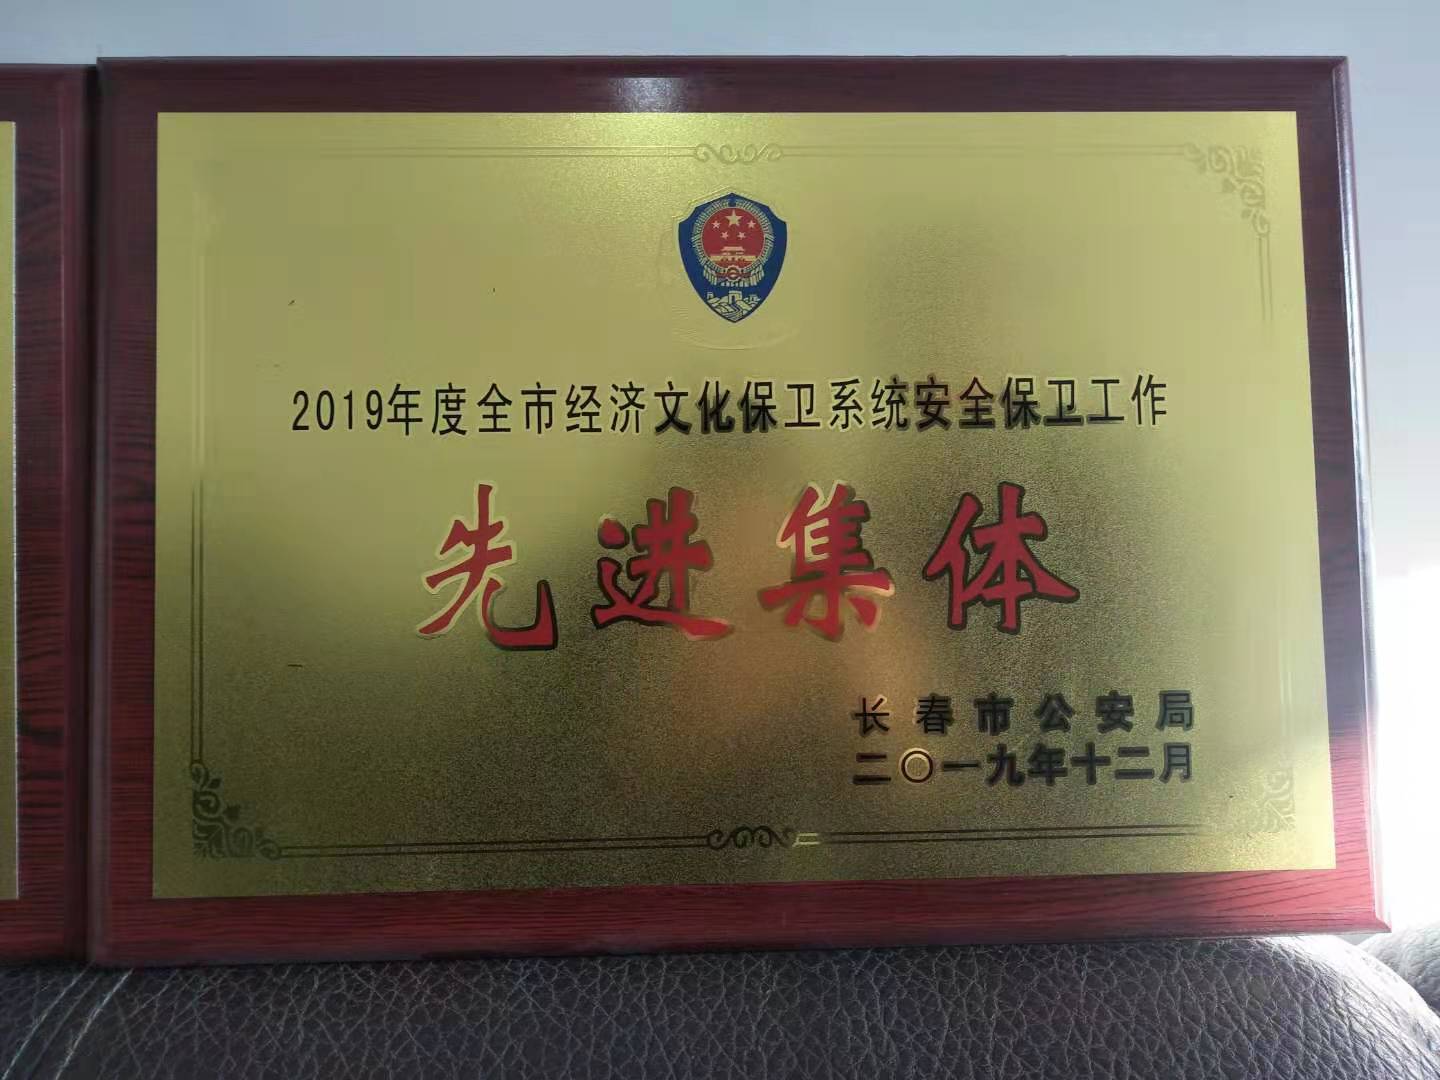 2019年度全市经济文化保卫系统安全保卫工作
先进集体
长春市公安局
二〇一九年十二月